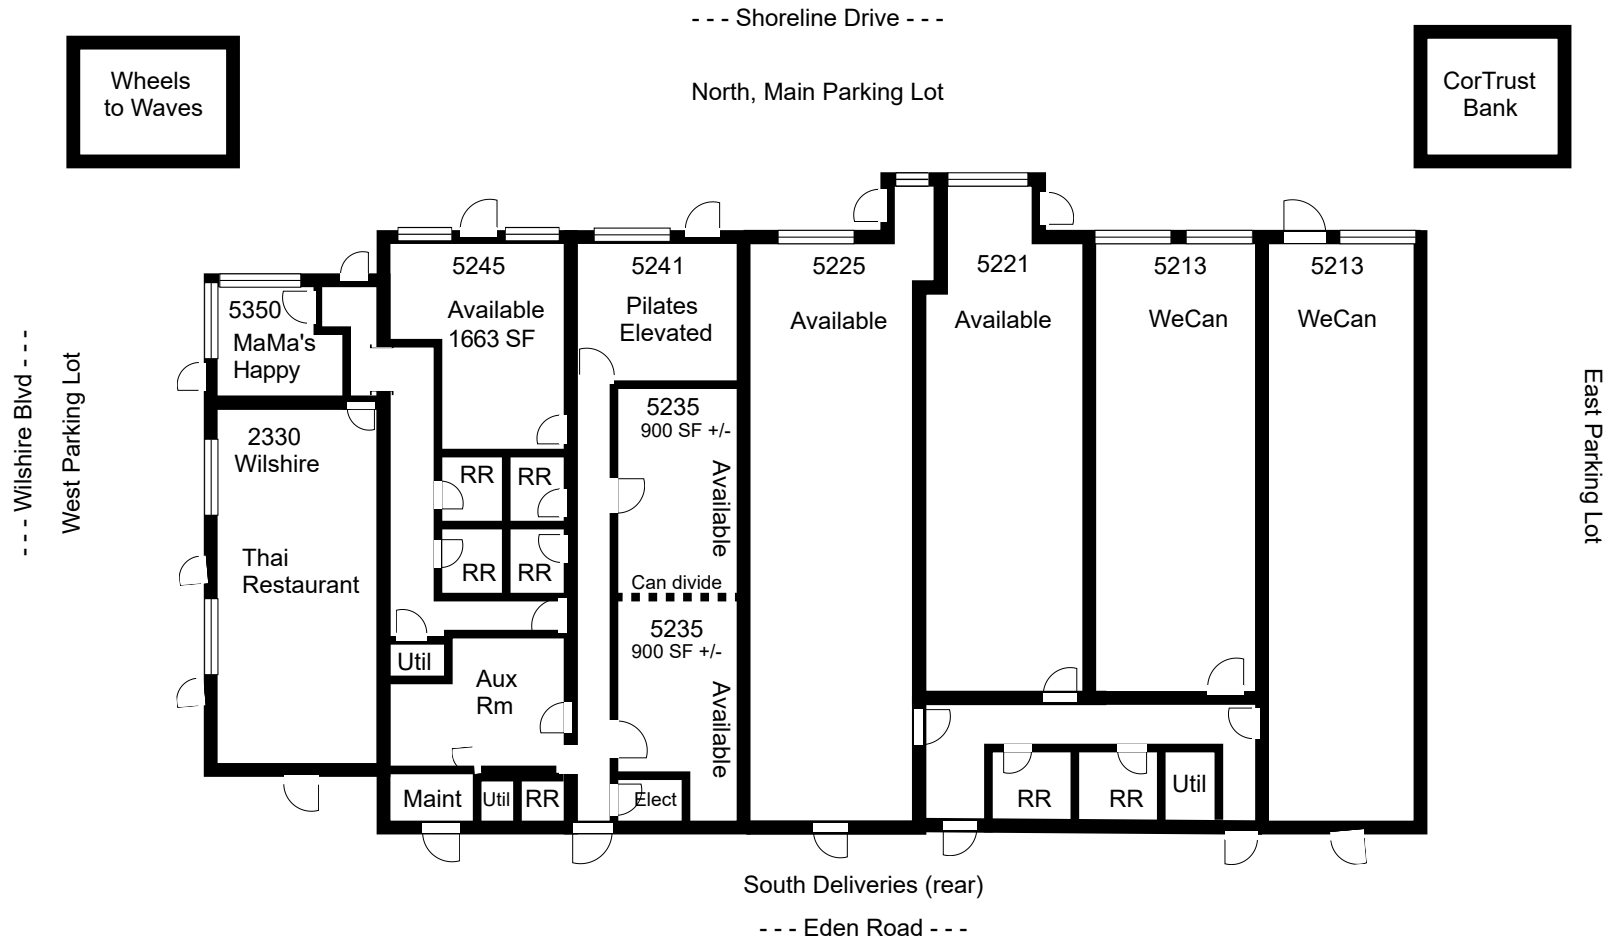 - - - Shoreline Drive - - -
Wheels
to Waves
North, Main Parking Lot
CorTrust
Bank
- - - Wilshire Blvd - - -
West Parking Lot
5350
MaMa's
Happy
2330
Wilshire
Thai
Restaurant
5245
Available
1663 SF
RR
RR
RR
RR
Util
Aux
Rm
Maint
Util
RR
5241
Pilates
Elevated
5235
900 SF +/-
Available
Can divide
5235
900 SF +/-
Available
Elect
5225
Available
5221
Available
5213
WeCan
5213
WeCan
RR
RR
Util
East Parking Lot
South Deliveries (rear)
- - - Eden Road - - -